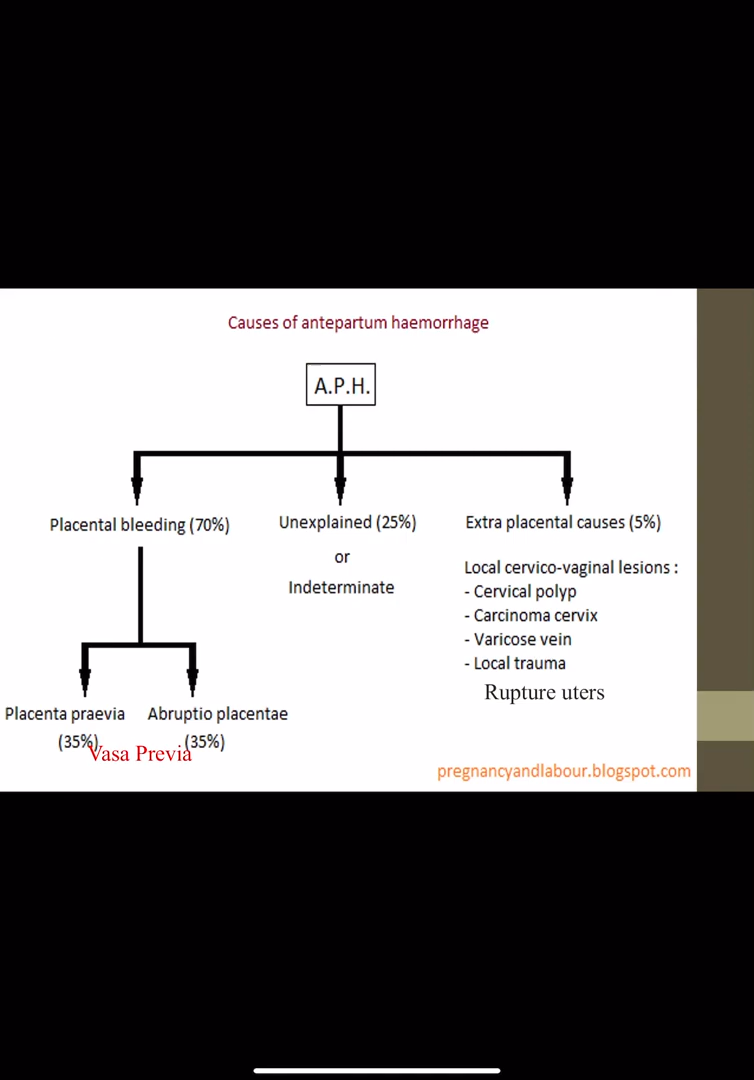 Causes of antepartum haemorrhage
A.P.H.
Placental bleeding (70%)
Unexplained (25%)
or
Indeterminate
Extra placental causes (5%)
Local cervico-vaginal lesions :
- Cervical polyp
- Carcinoma cervix
- Varicose vein
- Local trauma
Rupture uters
Placenta praevia
(35%)
Abruptio placentae
(35%)
Vasa Previa
pregnancyandlabour.blogspot.com